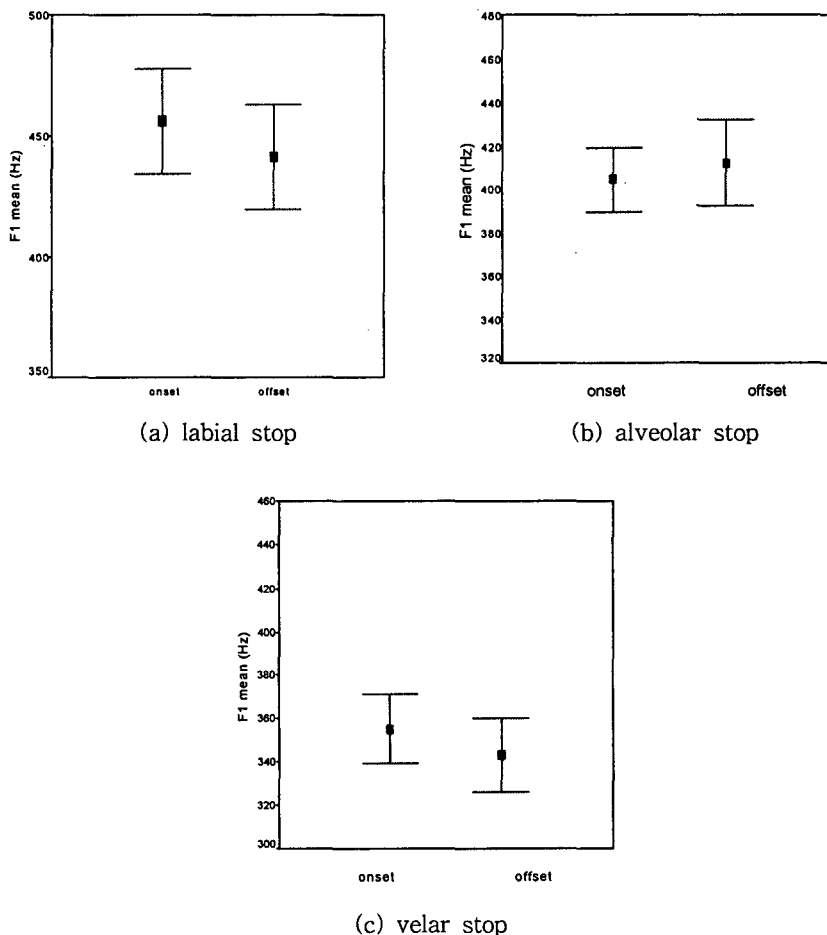 500
450
400
350
F1 mean (Hz)
onset offset
(a) labial stop
480
460
440
420
400
380
360
340
320
F1 mean (Hz)
onset offset
(b) alveolar stop
460
440
420
400
380
360
340
320
300
F1 mean (Hz)
onset offset
(c) velar stop